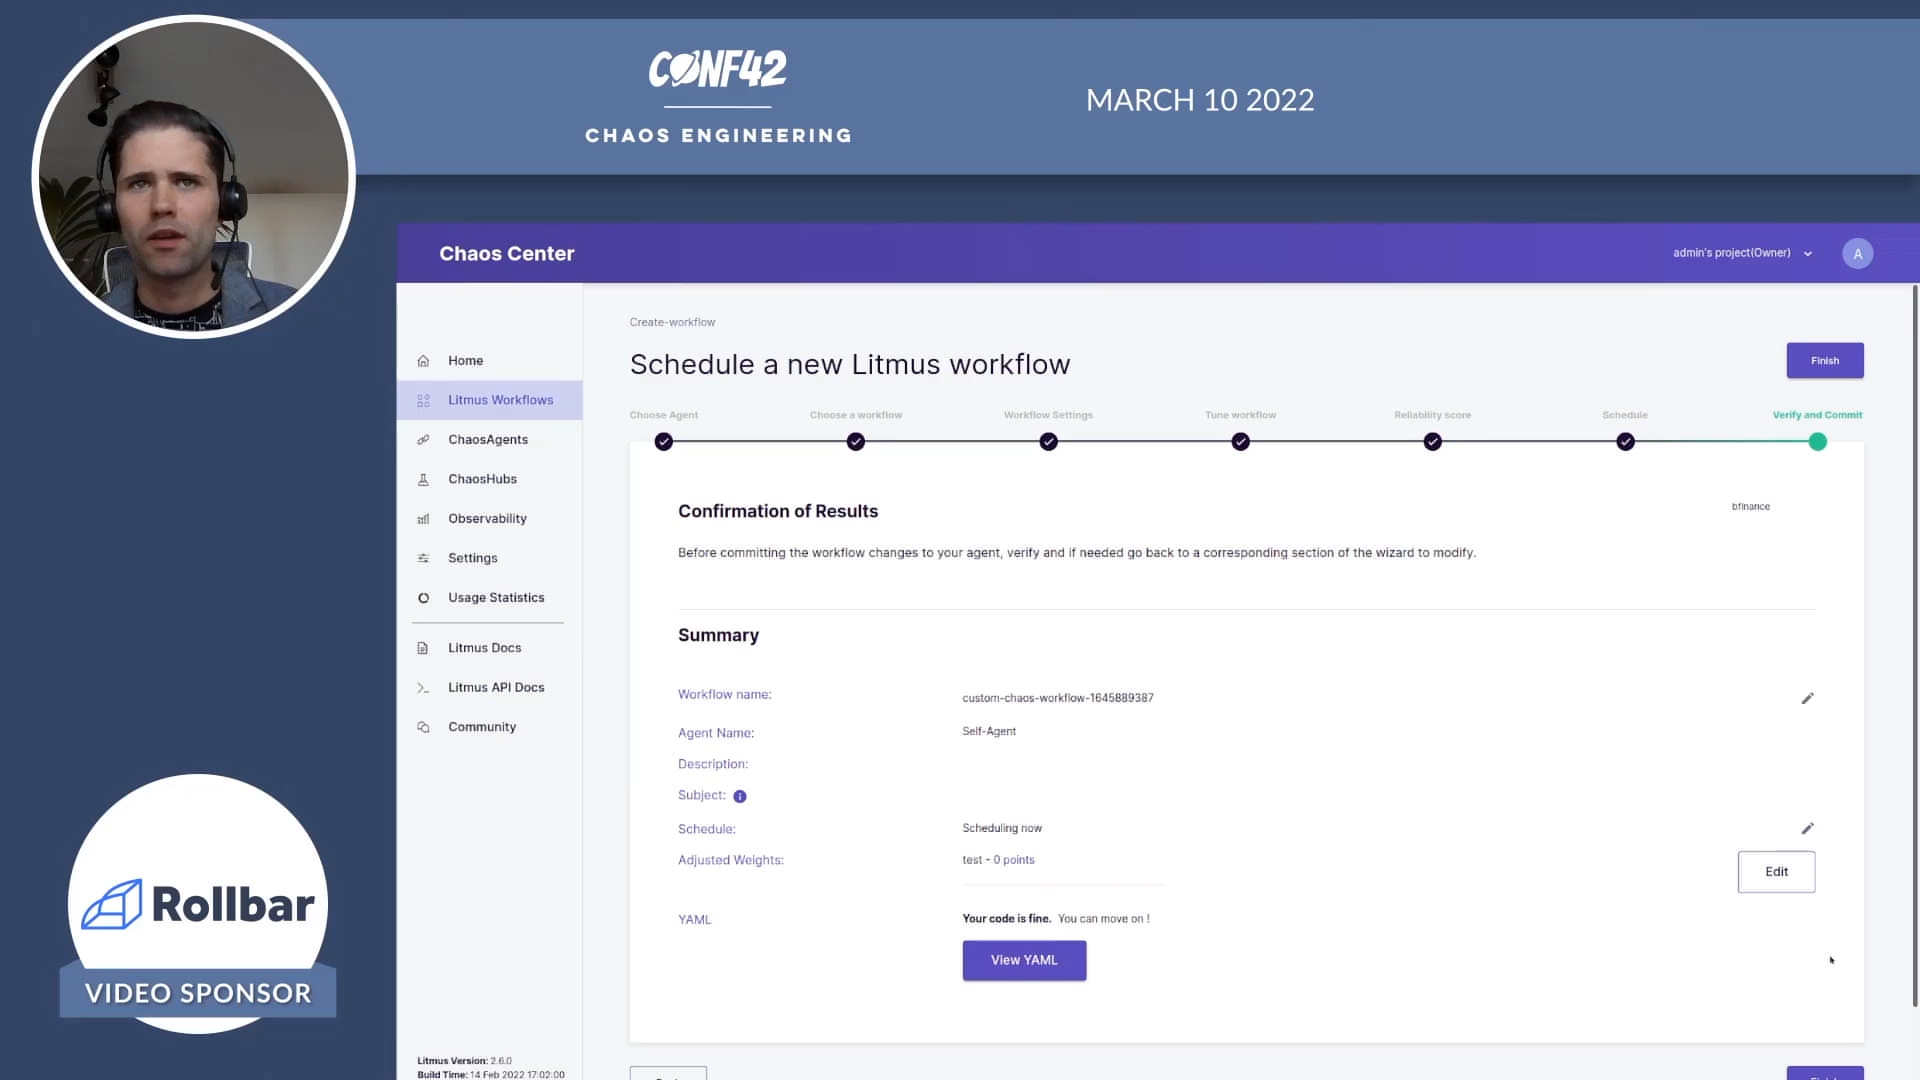 CONF42
CHAOS ENGINEERING
MARCH 10 2022
Chaos Center
admin's project(Owner)
A
Home
Litmus Workflows
ChaosAgents
ChaosHubs
Observability
Settings
Usage Statistics
Litmus Docs
Litmus API Docs
Community
Litmus Version: 2.6.0
Build Time: 14 Feb 2022 17:02:00
Create-workflow
Schedule a new Litmus workflow
Finish
Choose Agent
Choose a workflow
Workflow Settings
Tune workflow
Reliability score
Schedule
Verify and Commit
Confirmation of Results
bfinance
Before committing the workflow changes to your agent, verify and if needed go back to a corresponding section of the wizard to modify.
Summary
Workflow name: custom-chaos-workflow-1645889387
Agent Name: Self-Agent
Description:
Subject:
Schedule: Scheduling now
Adjusted Weights: test - 0 points
Edit
YAML Your code is fine. You can move on !
View YAML
Rollbar
VIDEO SPONSOR